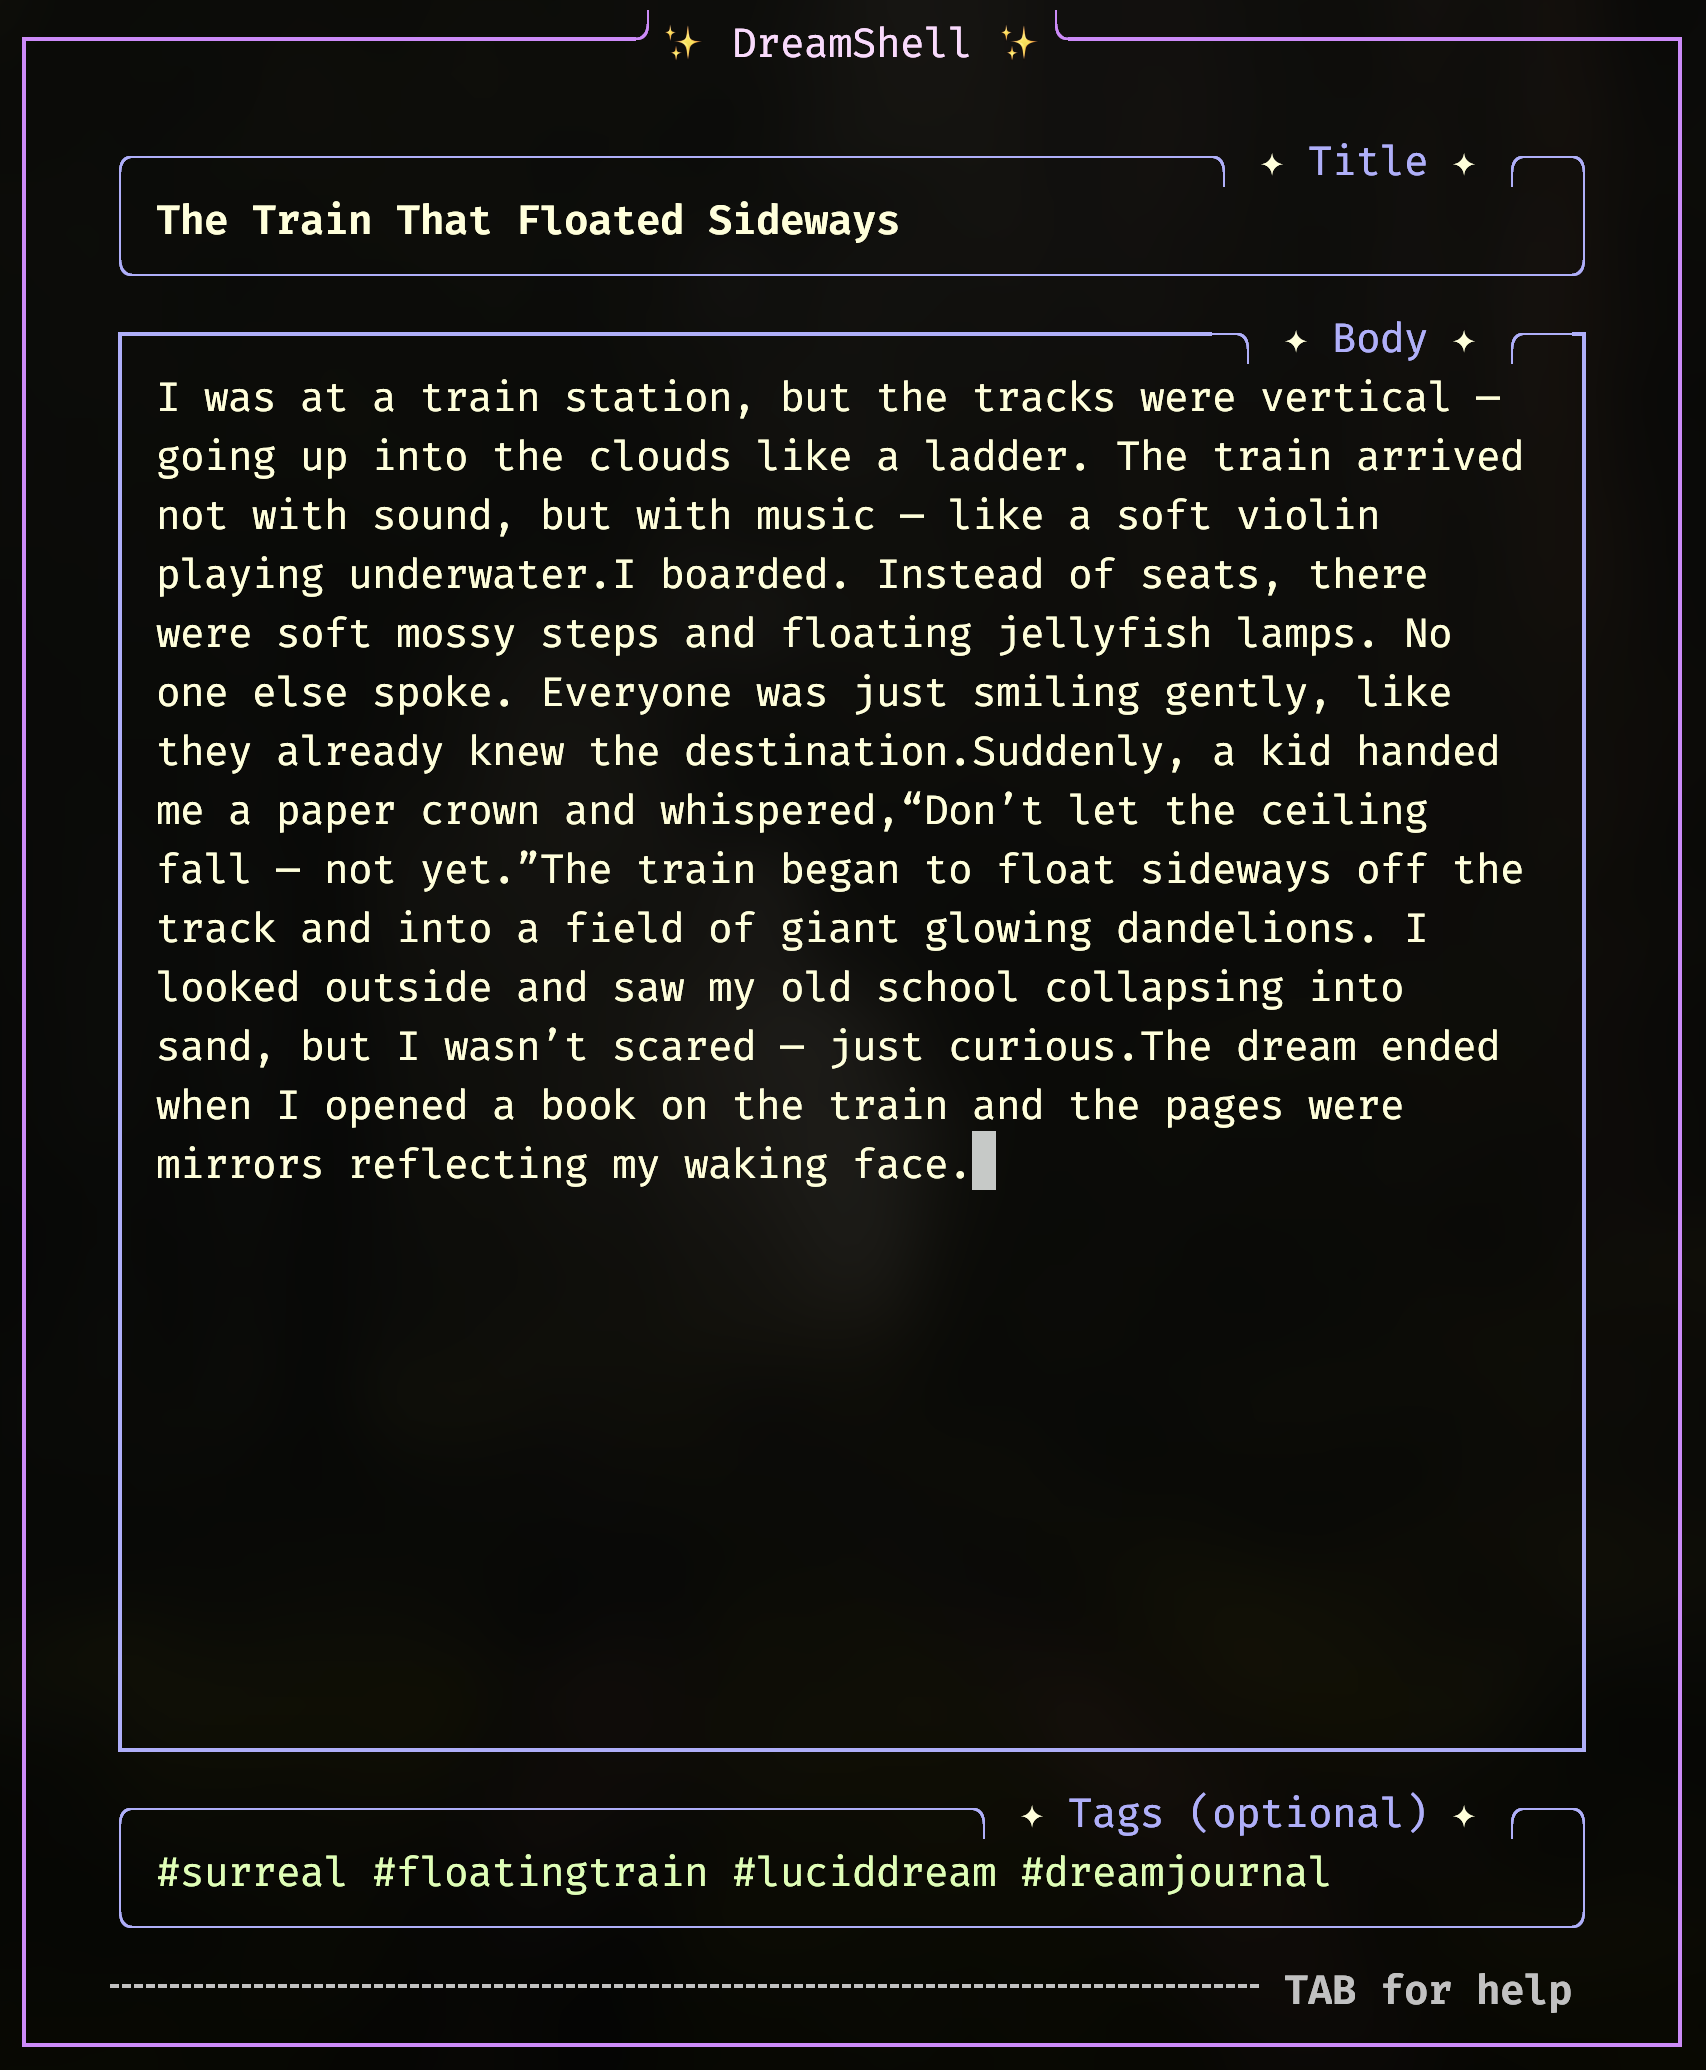 ✨ DreamShell ✨
✦ Title ✦
The Train That Floated Sideways
✦ Body ✦
I was at a train station, but the tracks were vertical —
going up into the clouds like a ladder. The train arrived
not with sound, but with music — like a soft violin
playing underwater.I boarded. Instead of seats, there
were soft mossy steps and floating jellyfish lamps. No
one else spoke. Everyone was just smiling gently, like
they already knew the destination.Suddenly, a kid handed
me a paper crown and whispered,“Don’t let the ceiling
fall — not yet.”The train began to float sideways off the
track and into a field of giant glowing dandelions. I
looked outside and saw my old school collapsing into
sand, but I wasn’t scared — just curious.The dream ended
when I opened a book on the train and the pages were
mirrors reflecting my waking face.
✦ Tags (optional) ✦
#surreal #floatingtrain #luciddream #dreamjournal
TAB for help